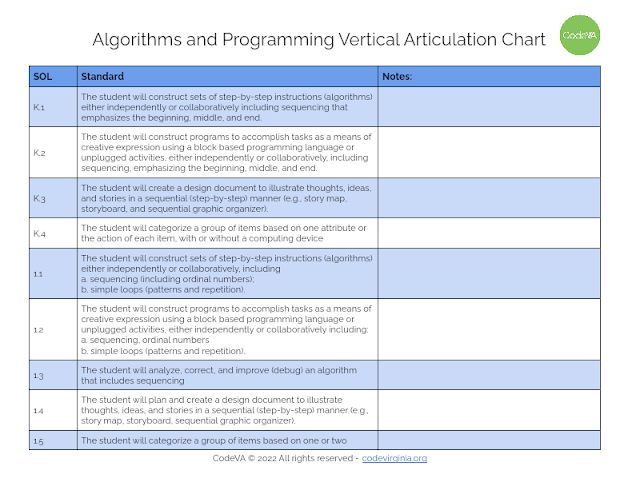 Algorithms and Programming Vertical Articulation Chart
CodeVA
SOL Standard Notes:
K.1 The student will construct sets of step-by-step instructions (algorithms)
either independently or collaboratively including sequencing that
emphasizes the beginning, middle, and end.
K.2 The student will construct programs to accomplish tasks as a means of
creative expression using a block based programming language or
unplugged activities, either independently or collaboratively, including
sequencing, emphasizing the beginning, middle, and end.
K.3 The student will create a design document to illustrate thoughts, ideas,
and stories in a sequential (step-by-step) manner (e.g., story map,
storyboard, and sequential graphic organizer).
K.4 The student will categorize a group of items based on one attribute or
the action of each item, with or without a computing device
1.1 The student will construct sets of step-by-step instructions (algorithms)
either independently or collaboratively, including
a. sequencing (including ordinal numbers);
b. simple loops (patterns and repetition).
1.2 The student will construct programs to accomplish tasks as a means of
creative expression using a block based programming language or
unplugged activities, either independently or collaboratively including:
a. sequencing, ordinal numbers
b. simple loops (patterns and repetition).
1.3 The student will analyze, correct, and improve (debug) an algorithm
that includes sequencing
1.4 The student will plan and create a design document to illustrate
thoughts, ideas, and stories in a sequential (step-by-step) manner (e.g.,
story map, storyboard, sequential graphic organizer).
1.5 The student will categorize a group of items based on one or two
CodeVA © 2022 All rights reserved - codevirginia.org